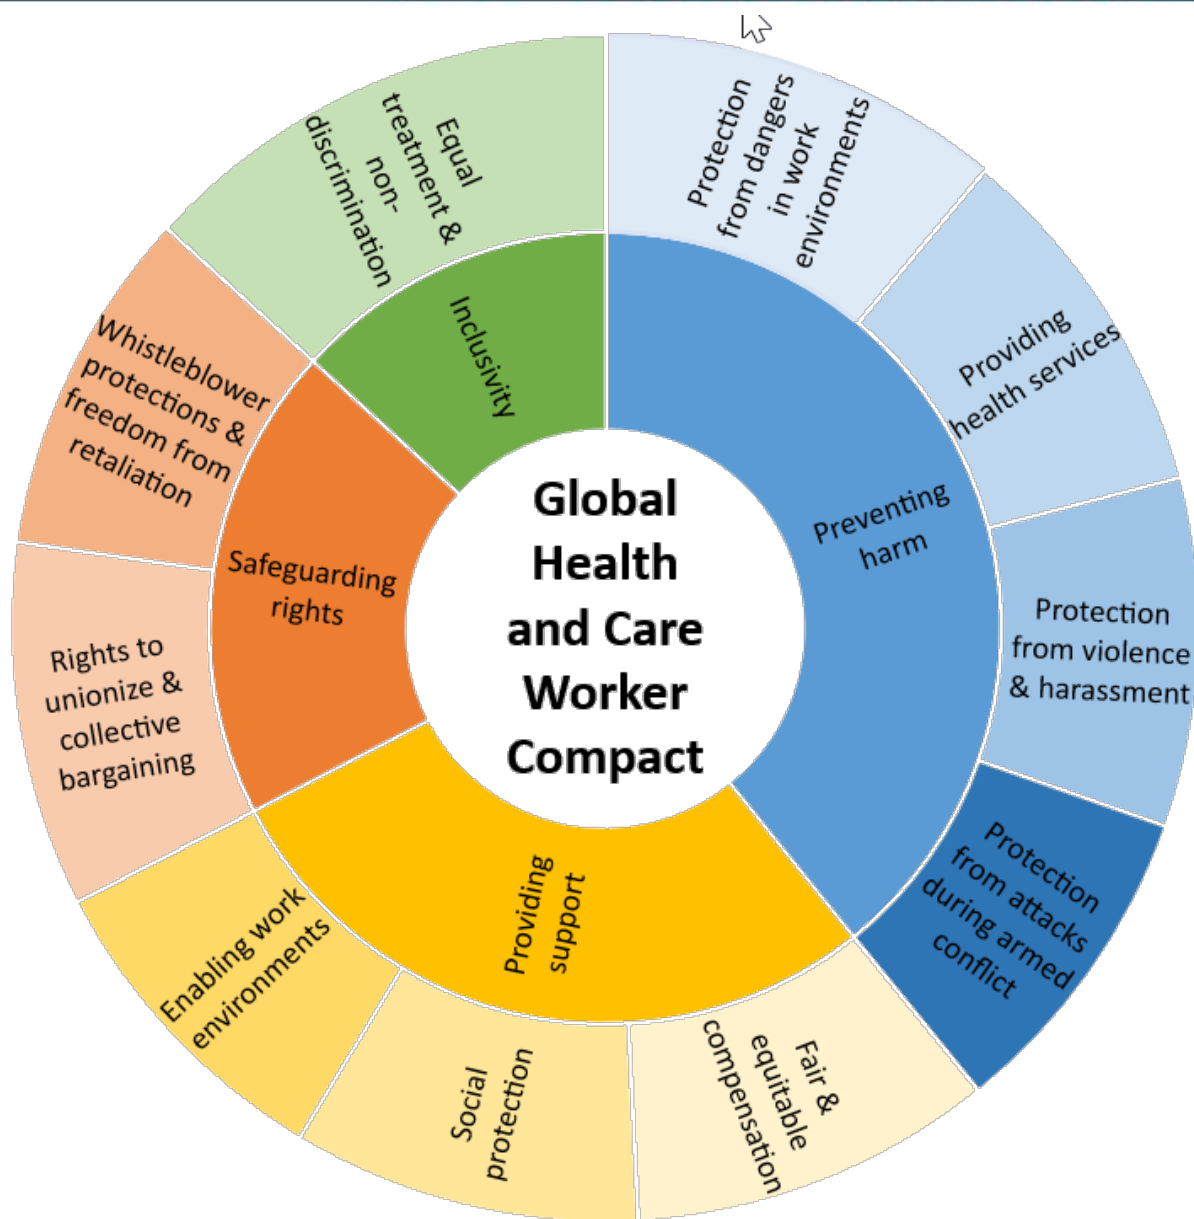 Global
Health
and Care
Worker
Compact
Preventing
harm
Protection
from dangers
in work
environments
Providing
health services
Protection
from violence
& harassment
Protection
from attacks
during armed
conflict
Providing
support
Fair &
equitable
compensation
Social
protection
Enabling work
environments
Safeguarding
rights
Rights to
unionize &
collective
bargaining
Whistleblower
protections &
freedom from
retaliation
Inclusivity
Equal
treatment &
non-
discrimination